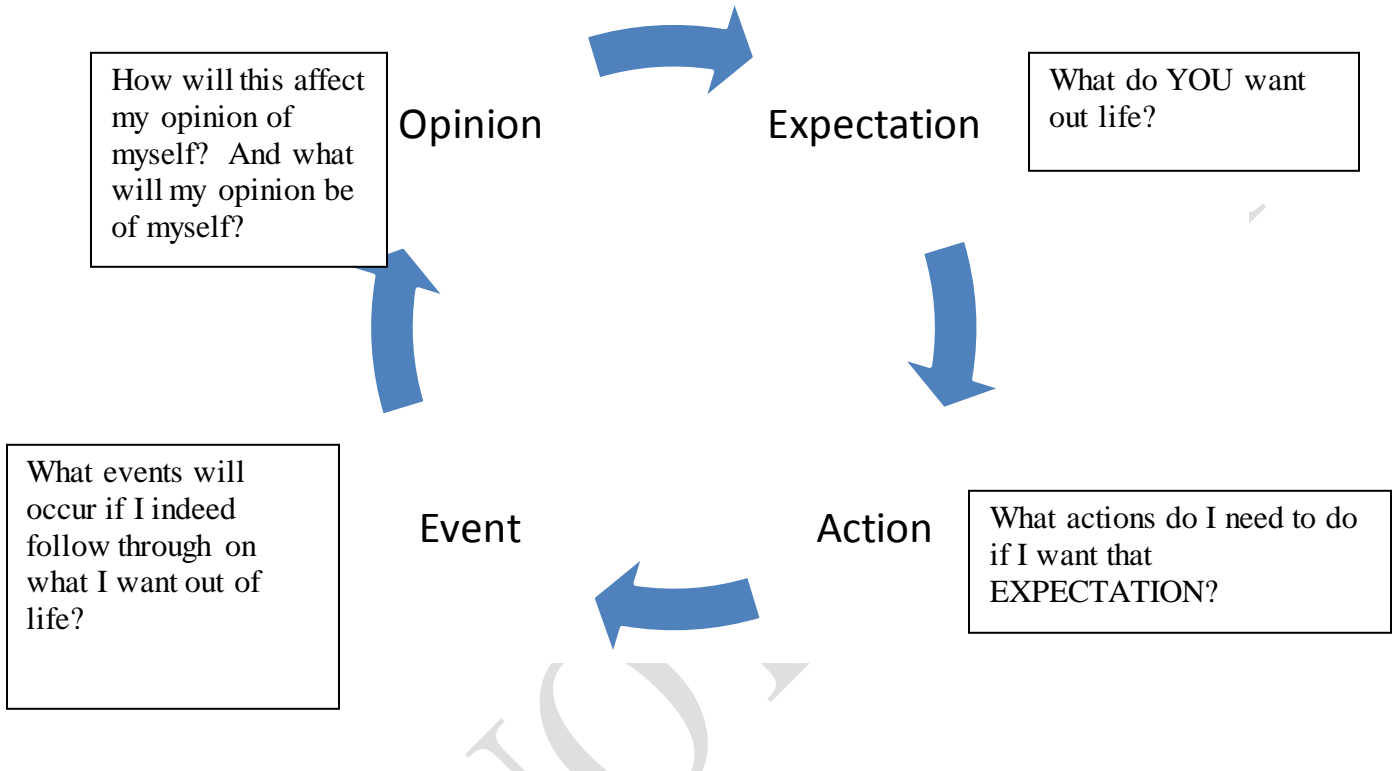 How will this affect
my opinion of
myself? And what
will my opinion be
of myself?
Opinion
Expectation
What do YOU want
out life?
What events will
occur if I indeed
follow through on
what I want out of
life?
Event
Action
What actions do I need to do
if I want that
EXPECTATION?